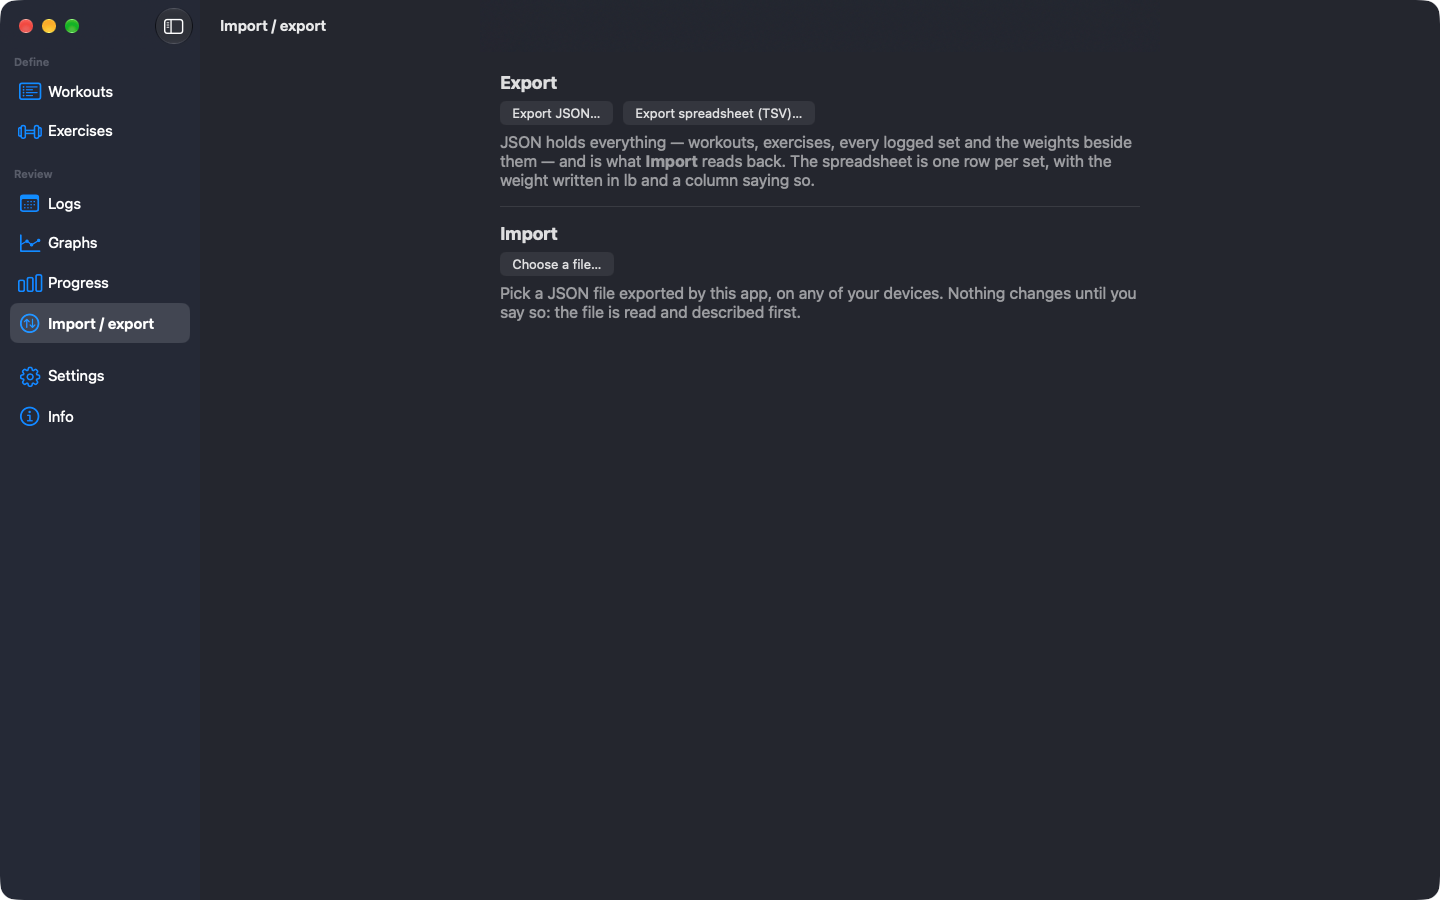 Import / export
Define
Workouts
Exercises
Review
Logs
Graphs
Progress
Import / export
Settings
Info
Export
Export JSON...
Export spreadsheet (TSV)...
JSON holds everything — workouts, exercises, every logged set and the weights beside
them — and is what Import reads back. The spreadsheet is one row per set, with the
weight written in lb and a column saying so.
Import
Choose a file...
Pick a JSON file exported by this app, on any of your devices. Nothing changes until you
say so: the file is read and described first.